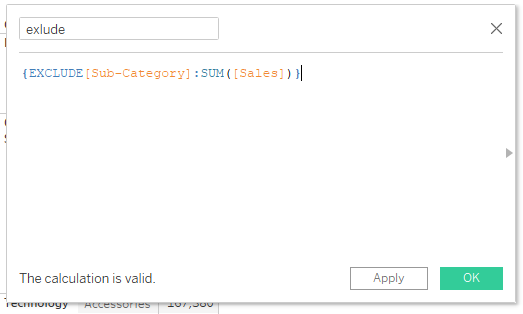 exlude
{EXCLUDE[Sub-Category]:SUM([Sales])}
The calculation is valid.
Apply
OK
Technology Accessories 167,380